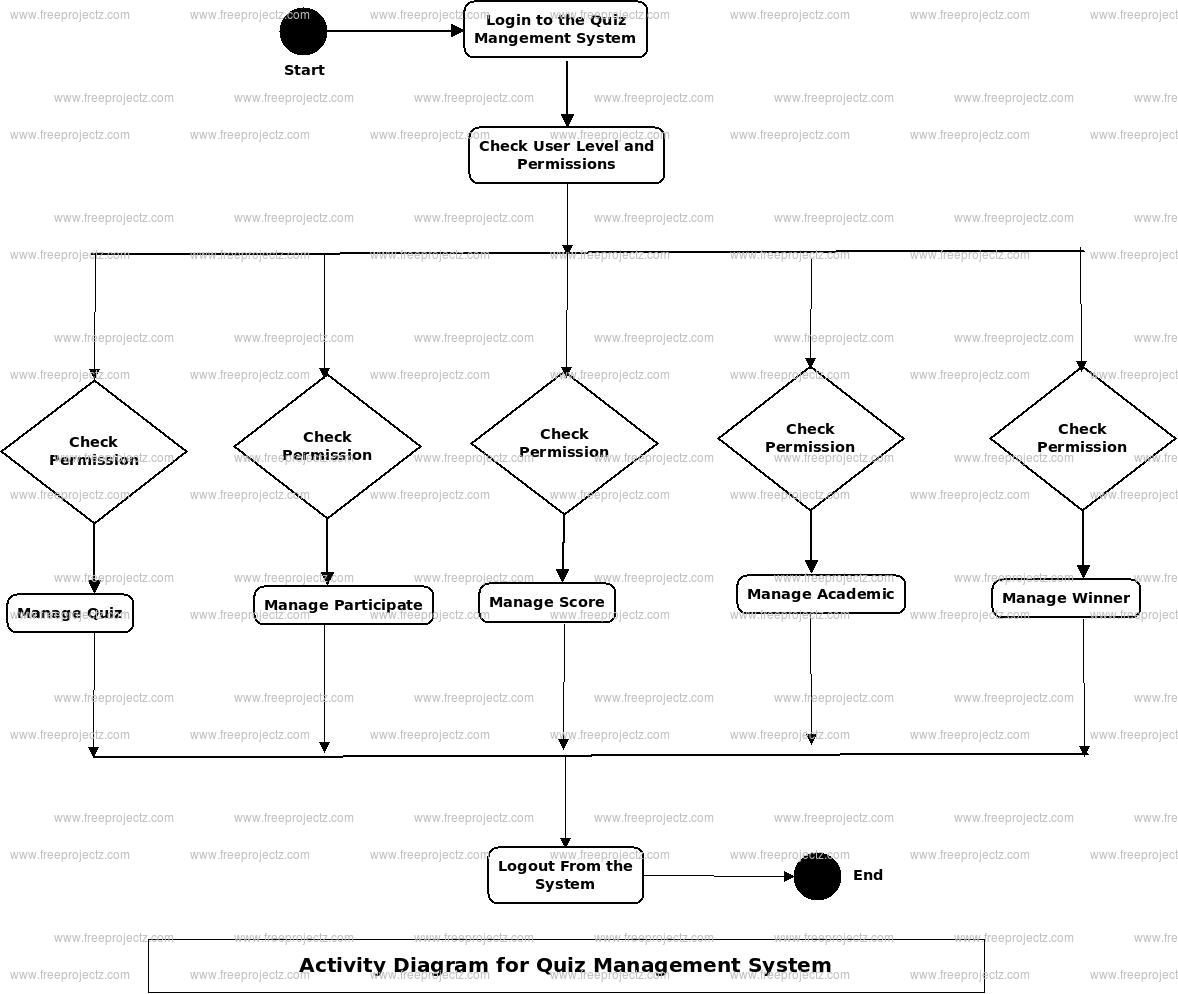 Login to the Quiz
Mangement System
Start
Check User Level and
Permissions
Check
Permission
Check
Permission
Check
Permission
Check
Permission
Check
Permission
Manage Quiz
Manage Participate
Manage Score
Manage Academic
Manage Winner
Logout From the
System
End
Activity Diagram for Quiz Management System
www.freeprojectz.com